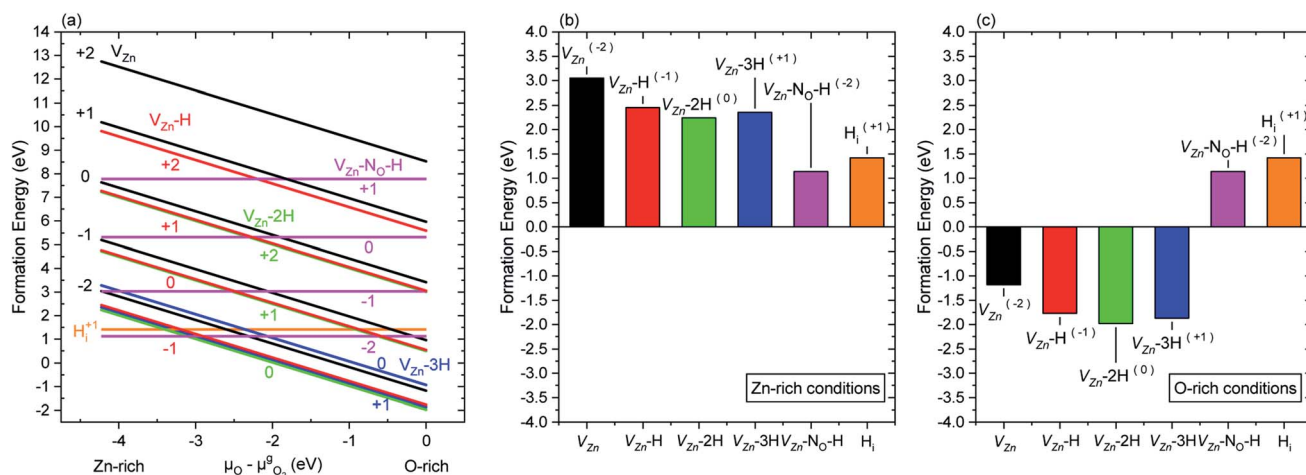 (a)
14
13
12
11
10
9
8
7
6
5
4
3
2
1
0
-1
-2
Formation Energy (eV)
+2
V_Zn
+1
V_Zn-H
+2
V_Zn-N_O-H
+1
0
+1
V_Zn-2H
+2
0
-1
0
+1
-1
-2
H_i^+1
-1
-2
0
V_Zn-3H
0
+1
-4 -3 -2 -1 0
Zn-rich μ_O - μ^g_O₂ (eV) O-rich
(b)
4.0
3.5
3.0
2.5
2.0
1.5
1.0
0.5
0.0
-0.5
-1.0
-1.5
-2.0
-2.5
-3.0
-3.5
-4.0
Formation Energy (eV)
V_Zn^(-2)
V_Zn-H^(-1)
V_Zn-2H^(0)
V_Zn-3H^(+1)
V_Zn-N_O-H^(-2)
H_i^(+1)
Zn-rich conditions
V_Zn V_Zn-H V_Zn-2H V_Zn-3H V_Zn-N_O-H H_i
(c)
4.0
3.5
3.0
2.5
2.0
1.5
1.0
0.5
0.0
-0.5
-1.0
-1.5
-2.0
-2.5
-3.0
-3.5
-4.0
Formation Energy (eV)
H_i^(+1)
V_Zn-N_O-H^(-2)
V_Zn^(-2)
V_Zn-H^(-1)
V_Zn-3H^(+1)
V_Zn-2H^(0)
O-rich conditions
V_Zn V_Zn-H V_Zn-2H V_Zn-3H V_Zn-N_O-H H_i